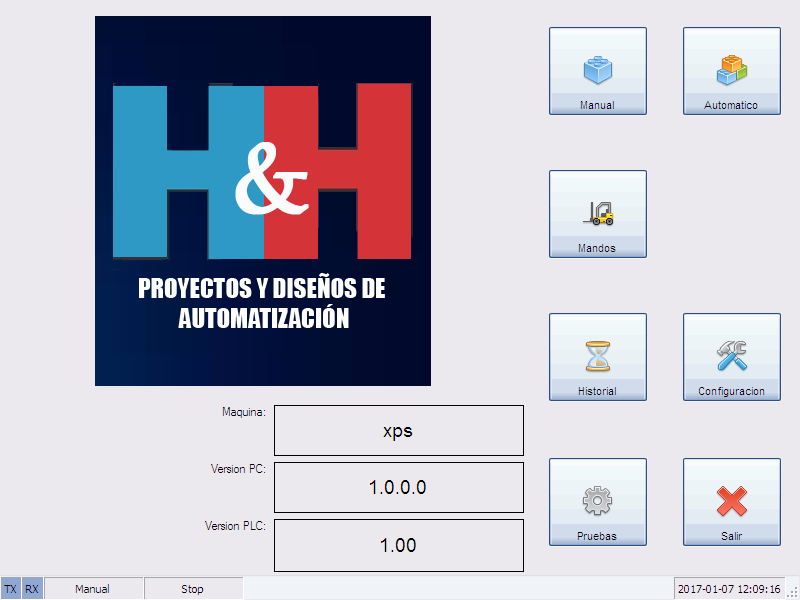 H&H
PROYECTOS Y DISEÑOS DE
AUTOMATIZACIÓN
Manual
Automatico
Mandos
Historial
Configuracion
Maquina:
xps
Version PC:
1.0.0.0
Version PLC:
1.00
Pruebas
Salir
TX RX Manual Stop 2017-01-07 12:09:16